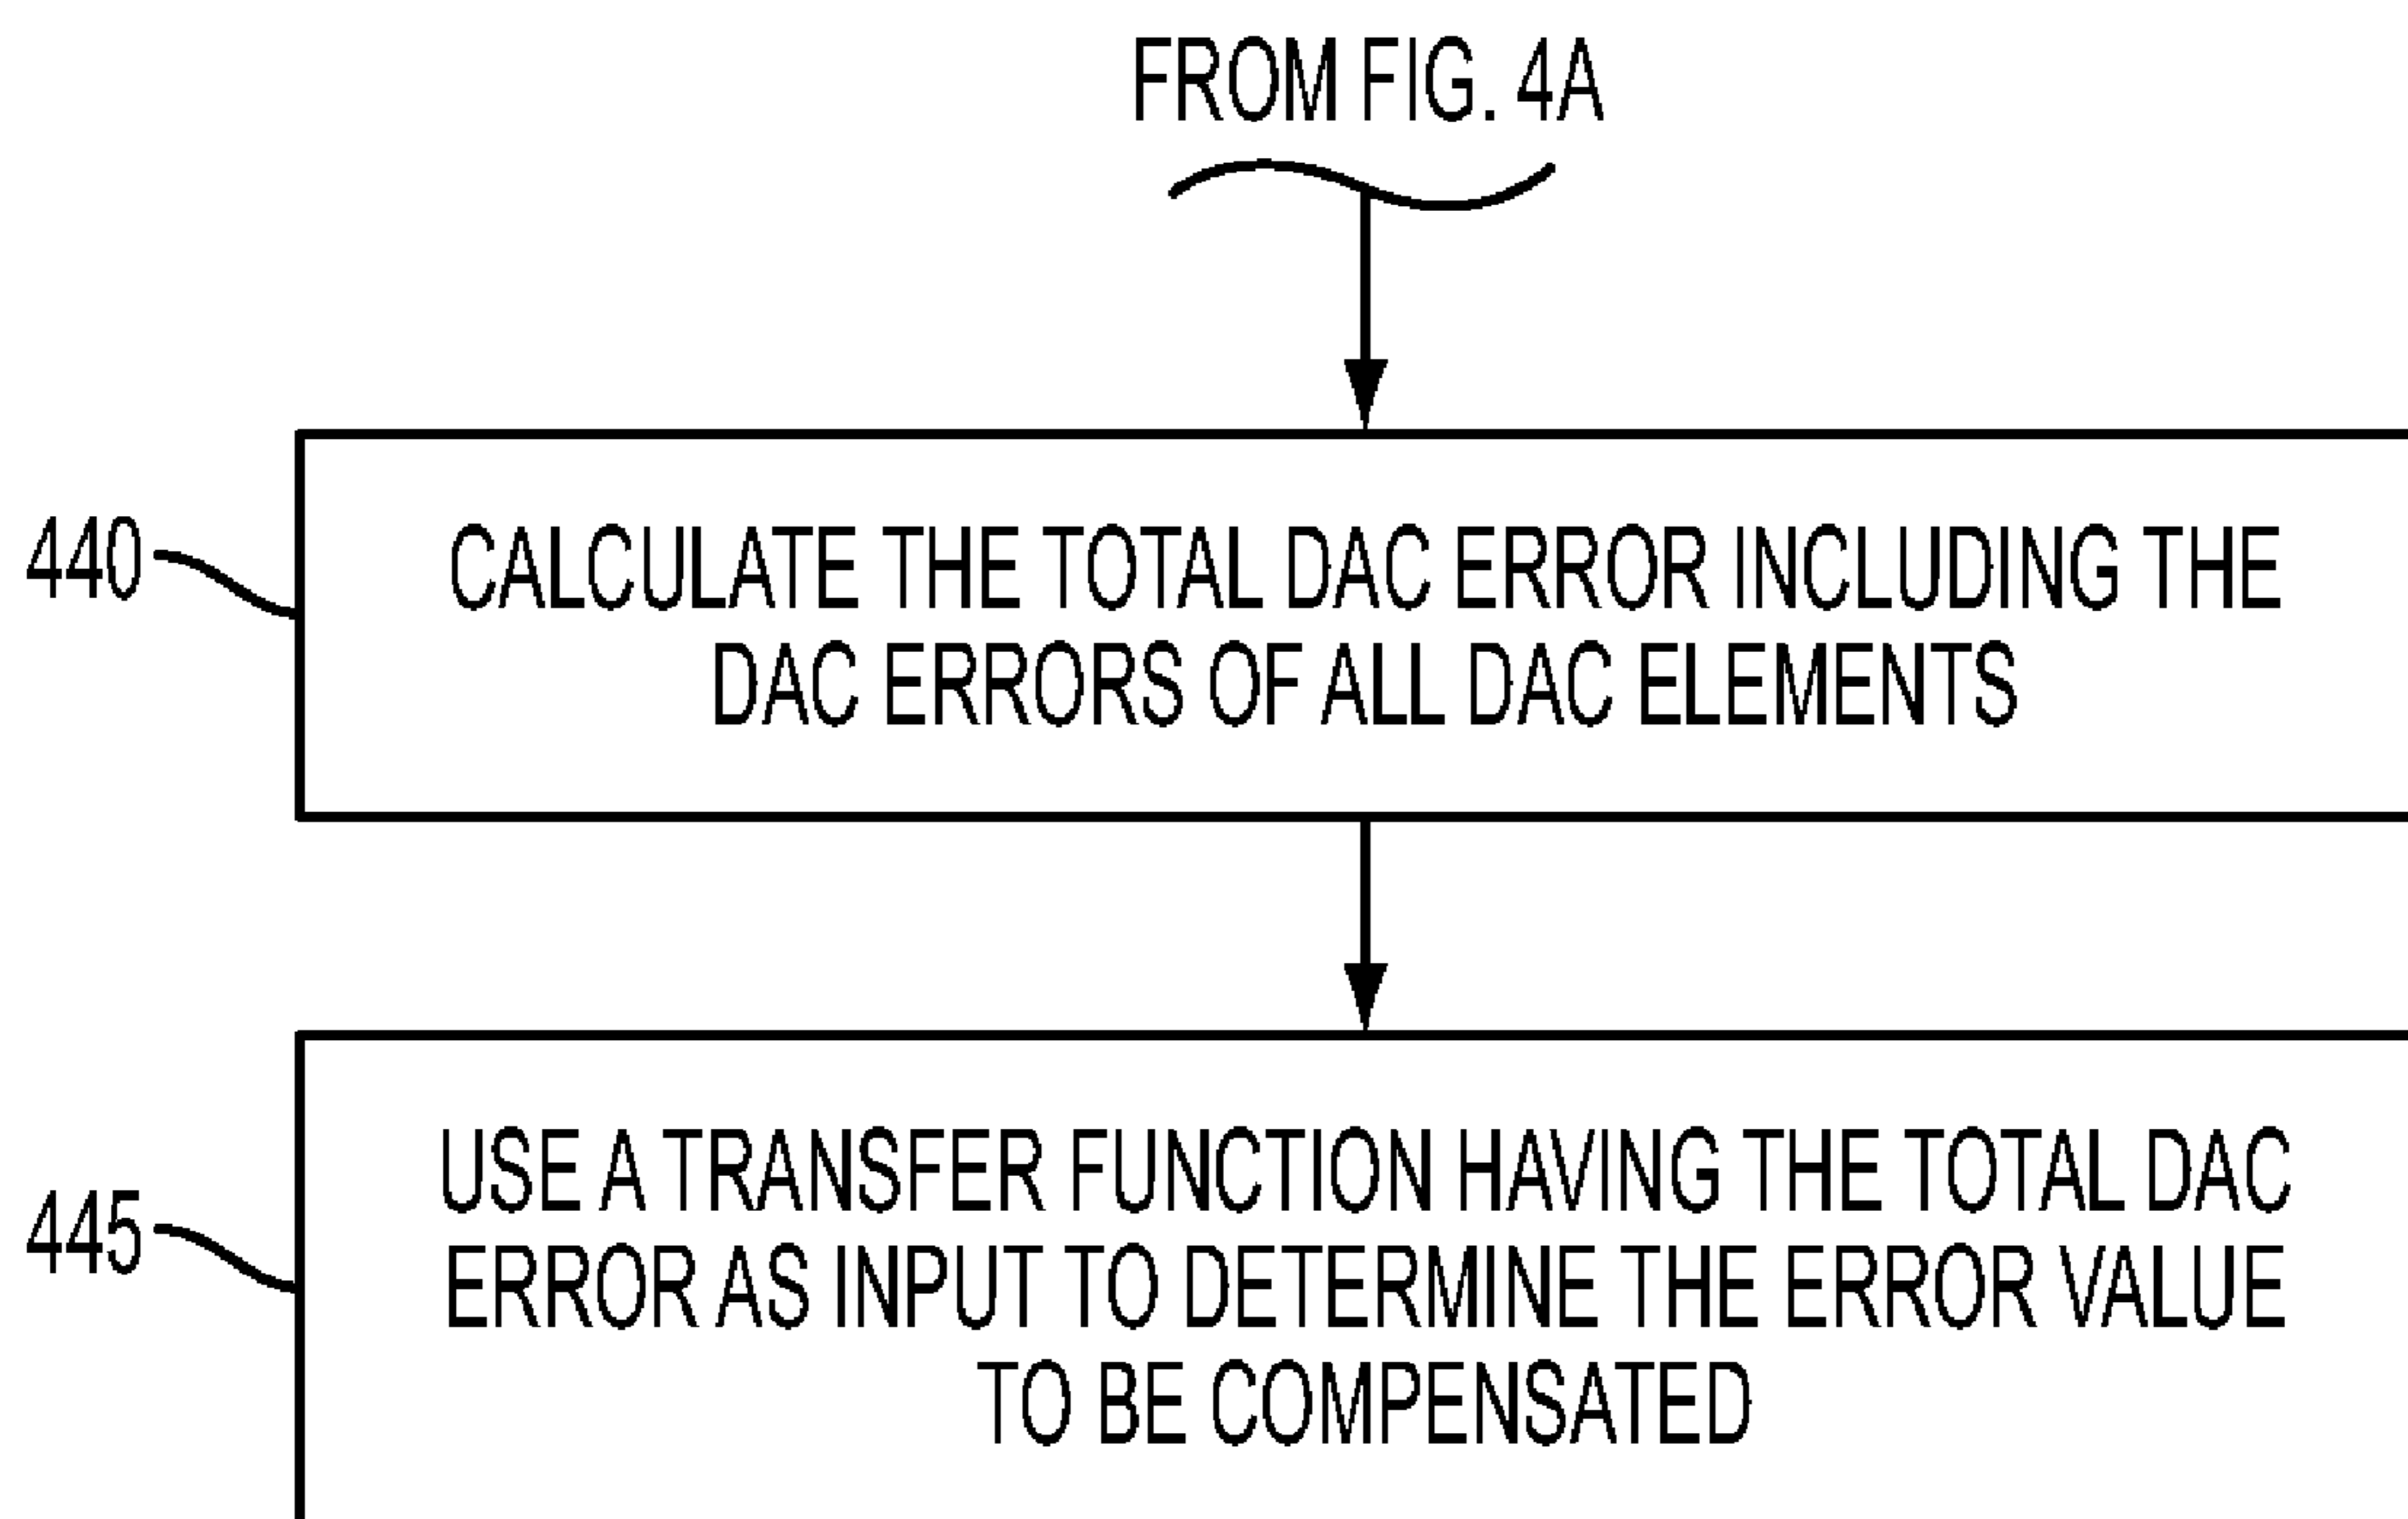 FROM FIG. 4A
440
CALCULATE THE TOTAL DAC ERROR INCLUDING THE
DAC ERRORS OF ALL DAC ELEMENTS
445
USE A TRANSFER FUNCTION HAVING THE TOTAL DAC
ERROR AS INPUT TO DETERMINE THE ERROR VALUE
TO BE COMPENSATED